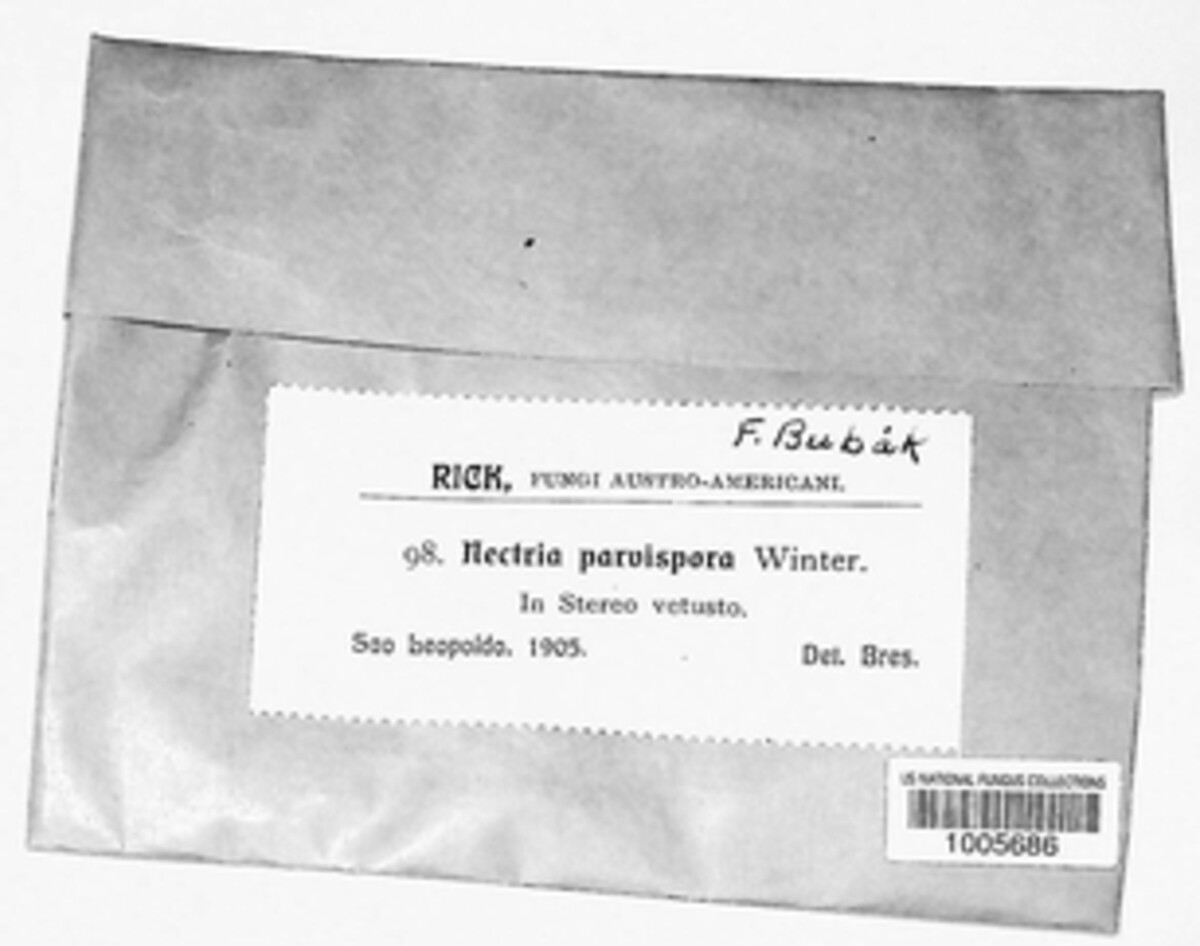 F. Bubák
RICK, FUNGI AUSTRO-AMERICANI.
98. Nectria parvispora Winter.
In Stereo vetusto.
Sao Leopoldo. 1905. Det. Bres.
US NATIONAL FUNGUS COLLECTIONS
1005686